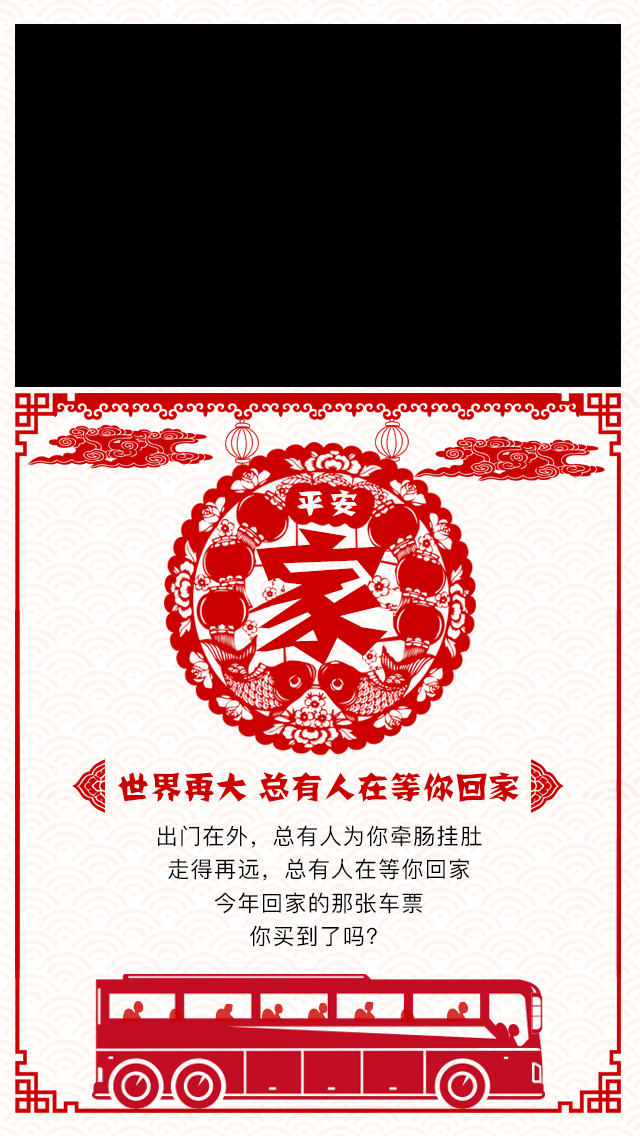 平安
家
世界再大 总有人在等你回家
出门在外，总有人为你牵肠挂肚
走得再远，总有人在等你回家
今年回家的那张车票
你买到了吗？